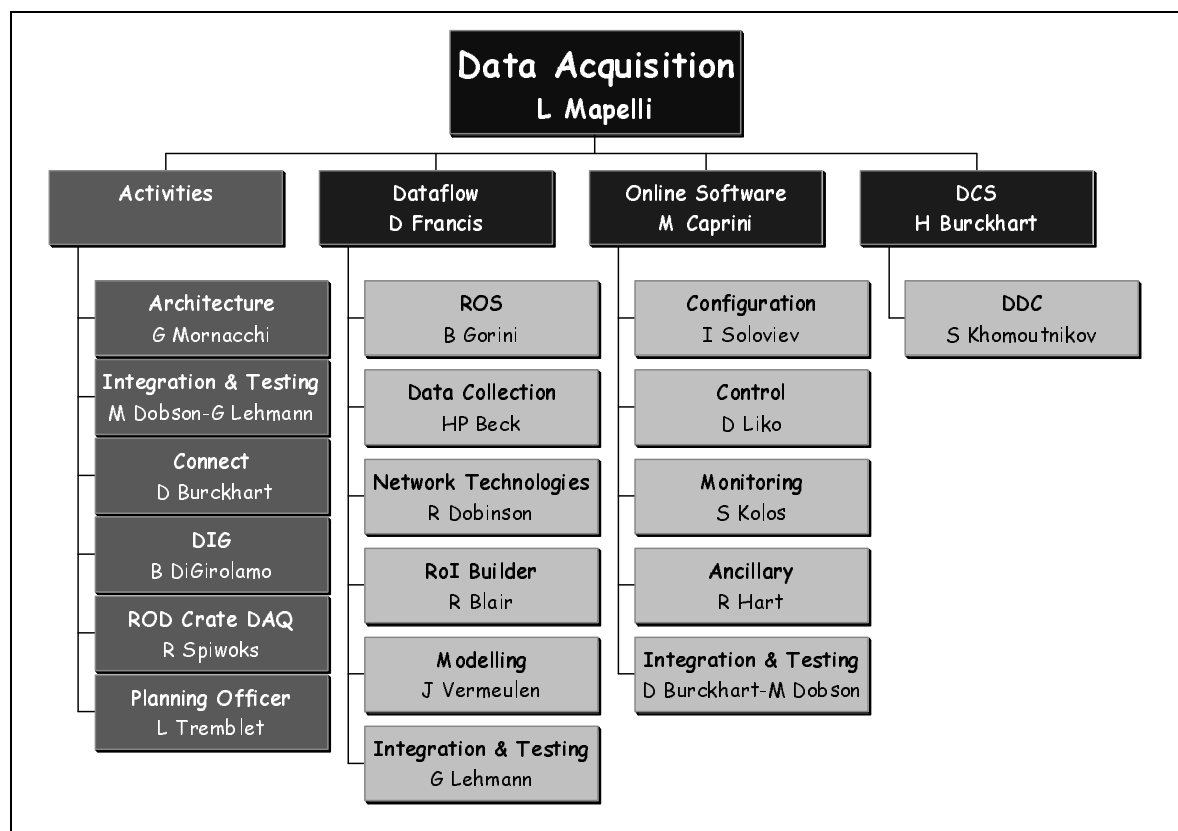 Data Acquisition
L Mapelli
Activities
Architecture
G Mornacchi
Integration & Testing
M Dobson-G Lehmann
Connect
D Burckhart
DIG
B DiGirolamo
ROD Crate DAQ
R Spiwoks
Planning Officer
L Tremblet
Dataflow
D Francis
ROS
B Gorini
Data Collection
HP Beck
Network Technologies
R Dobinson
RoI Builder
R Blair
Modelling
J Vermeulen
Integration & Testing
G Lehmann
Online Software
M Caprini
Configuration
I Soloviev
Control
D Liko
Monitoring
S Kolos
Ancillary
R Hart
Integration & Testing
D Burckhart-M Dobson
DCS
H Burckhart
DDC
S Khomoutnikov